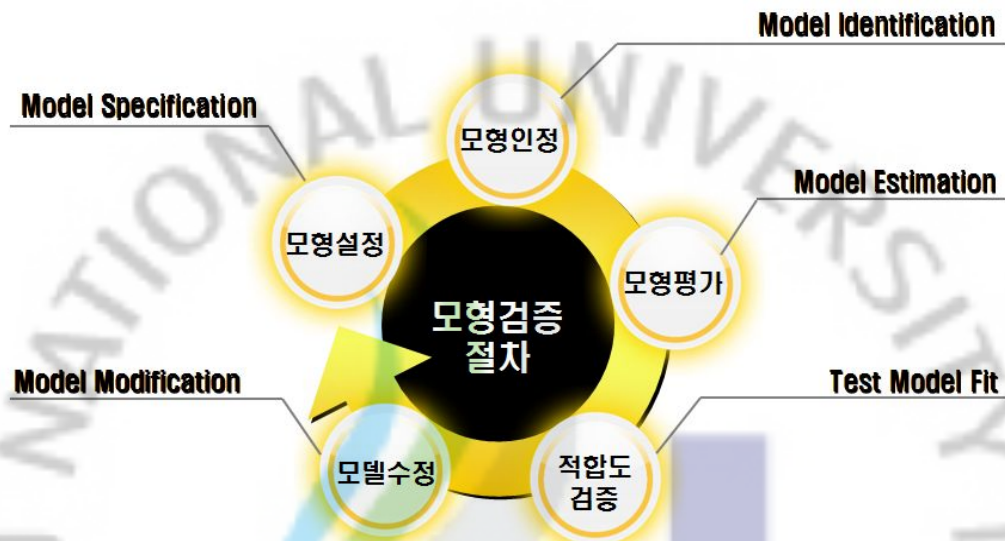 Model Identification
Model Specification
모형인정
Model Estimation
모형설정
모형평가
모형검증
절차
Model Modification
Test Model Fit
모델수정
적합도
검증
NATIONAL UNIVERSITY